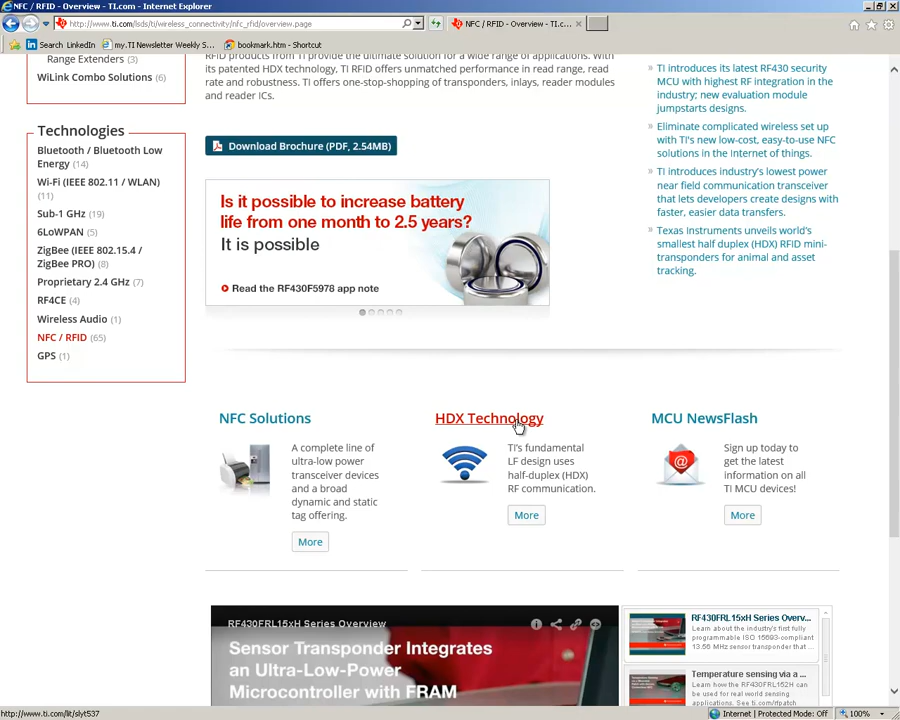 NFC / RFID - Overview - TI.com - Internet Explorer
http://www.ti.com/lsds/ti/wireless_connectivity/nfc_rfid/overview.page
NFC / RFID - Overview - TI.c...
Search LinkedIn
my.TI Newsletter Weekly S...
bookmark.htm - Shortcut
Range Extenders (3)
WiLink Combo Solutions (6)
Technologies
Bluetooth / Bluetooth Low
Energy (14)
Wi-Fi (IEEE 802.11 / WLAN)
(11)
Sub-1 GHz (19)
6LoWPAN (5)
ZigBee (IEEE 802.15.4 /
ZigBee PRO) (8)
Proprietary 2.4 GHz (7)
RF4CE (4)
Wireless Audio (1)
NFC / RFID (65)
GPS (1)
RFID products from TI provide the ultimate solution for a wide range of applications. With
its patented HDX technology, TI RFID offers unmatched performance in read range, read
rate and robustness. TI offers one-stop-shopping of transponders, inlays, reader modules
and reader ICs.
Download Brochure (PDF, 2.54MB)
Is it possible to increase battery
life from one month to 2.5 years?
It is possible
Read the RF430F5978 app note
» TI introduces its latest RF430 security
MCU with highest RF integration in the
industry; new evaluation module
jumpstarts designs.
» Eliminate complicated wireless set up
with TI's new low-cost, easy-to-use NFC
solutions in the Internet of things.
» TI introduces industry's lowest power
near field communication transceiver
that lets developers create designs with
faster, easier data transfers.
» Texas Instruments unveils world's
smallest half duplex (HDX) RFID mini-
transponders for animal and asset
tracking.
NFC Solutions
A complete line of
ultra-low power
transceiver devices
and a broad
dynamic and static
tag offering.
More
HDX Technology
TI's fundamental
LF design uses
half-duplex (HDX)
RF communication.
More
MCU NewsFlash
@
Sign up today to
get the latest
information on all
TI MCU devices!
More
RF430FRL15xH Series Overview
Sensor Transponder Integrates
an Ultra-Low-Power
Microcontroller with FRAM
RF430FRL15xH Series Overv...
Learn about the industry's first fully
programmable ISO 15693-compliant
13.56 MHz sensor transponder that ...
Temperature sensing via a ...
Learn how the RF430FRL152H can
be used for real world sensing
applications. See ti.com/rfpatch
http://www.ti.com/lit/slyt537
Internet | Protected Mode: Off
100%